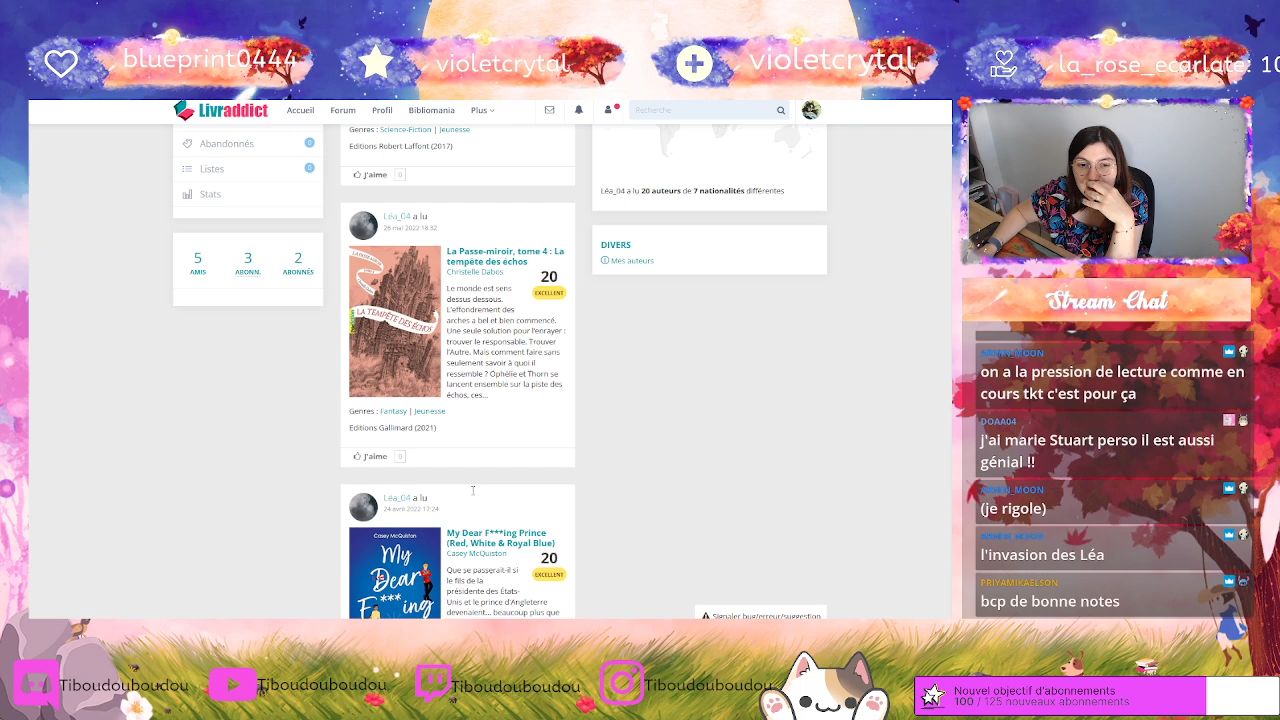 blueprint0444
violetcrytal
violetcrytal
la_rose_ecarlate: 10
Livraddict
Accueil
Forum
Profil
Bibliomania
Plus
Recherche
Abandonnés
0
Listes
0
Stats
5
AMIS
3
ABONN.
2
ABONNÉS
Genres : Science-Fiction | Jeunesse
Editions Robert Laffont (2017)
J'aime
0
Léa_04 a lu
26 mai 2022 18:32
La Passe-miroir, tome 4 : La
tempête des échos
Christelle Dabos
20
EXCELLENT
Le monde est sens
dessus dessous.
L'effondrement des
arches a bel et bien commencé.
Une seule solution pour l'enrayer :
trouver le responsable. Trouver
l'Autre. Mais comment faire sans
seulement savoir à quoi il
ressemble ? Ophélie et Thorn se
lancent ensemble sur la piste des
échos, ces...
LA TEMPÊTE DES ÉCHOS
Genres : Fantasy | Jeunesse
Editions Gallimard (2021)
J'aime
0
Léa_04 a lu
24 avril 2022 17:24
My Dear F***ing Prince
(Red, White & Royal Blue)
Casey McQuiston
20
EXCELLENT
Que se passerait-il si
le fils de la
présidente des États-
Unis et le prince d'Angleterre
devenaient... beaucoup plus que
Casey McQuiston
My
Dear
F***ing
Léa_04 a lu 20 auteurs de 7 nationalités différentes
DIVERS
Mes auteurs
Signaler bug/erreur/suggestion
Stream Chat
on a la pression de lecture comme en
cours tkt c'est pour ça
DOAA04
j'ai marie Stuart perso il est aussi
génial !!
(je rigole)
l'invasion des Léa
PRIYAMIKAELSON
bcp de bonne notes
Tiboudouboudou
Tiboudouboudou
Tiboudouboudou
Tiboudouboudou
Nouvel objectif d'abonnements
100 / 125 nouveaux abonnements